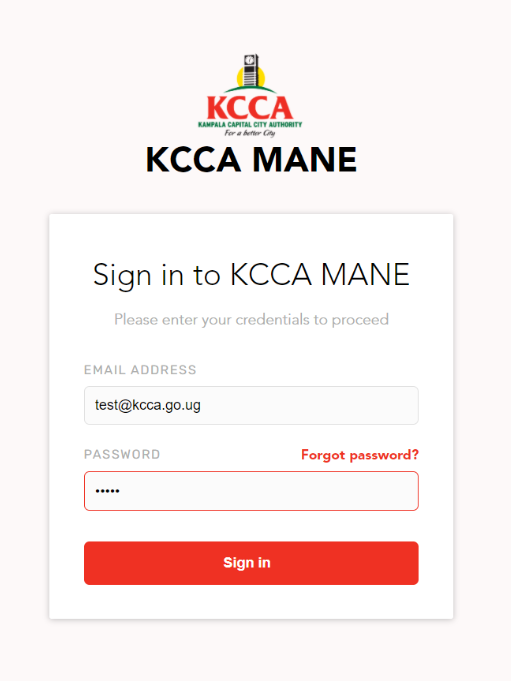 KCCA
KAMPALA CAPITAL CITY AUTHORITY
For a better City
KCCA MANE
Sign in to KCCA MANE
Please enter your credentials to proceed
EMAIL ADDRESS
test@kcca.go.ug
PASSWORD Forgot password?
•••••
Sign in